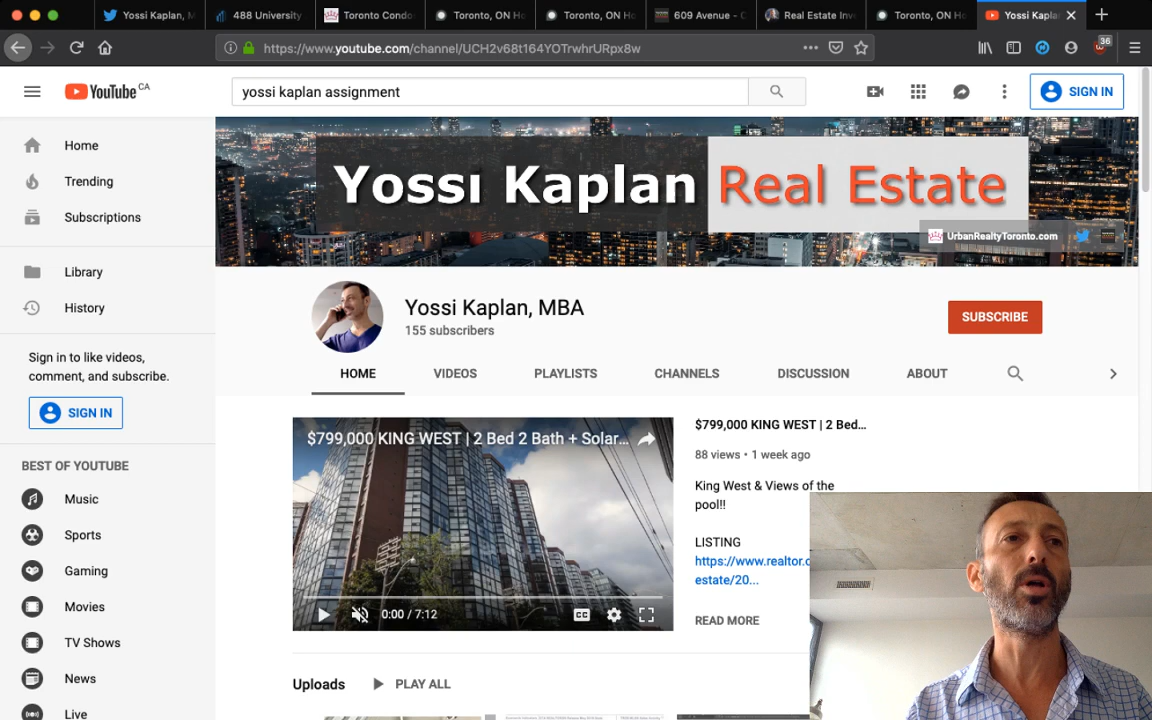 Yossi Kaplan, M
488 University
Toronto Condo
Toronto, ON Ho
Toronto, ON Ho
609 Avenue - C
Real Estate Inv
Toronto, ON Ho
Yossi Kaplan
https://www.youtube.com/channel/UCH2v68t164YOTrwhrURpx8w
36
YouTube CA
yossi kaplan assignment
SIGN IN
Home
Trending
Subscriptions
Library
History
Sign in to like videos,
comment, and subscribe.
SIGN IN
BEST OF YOUTUBE
Music
Sports
Gaming
Movies
TV Shows
News
Live
Yossi Kaplan Real Estate
UrbanRealtyToronto.com
Yossi Kaplan, MBA
155 subscribers
SUBSCRIBE
HOME
VIDEOS
PLAYLISTS
CHANNELS
DISCUSSION
ABOUT
$799,000 KING WEST | 2 Bed 2 Bath + Solar...
0:00 / 7:12
CC
$799,000 KING WEST | 2 Bed...
88 views • 1 week ago
King West & Views of the
pool!!
LISTING
https://www.realtor.c
estate/20...
READ MORE
Uploads
PLAY ALL